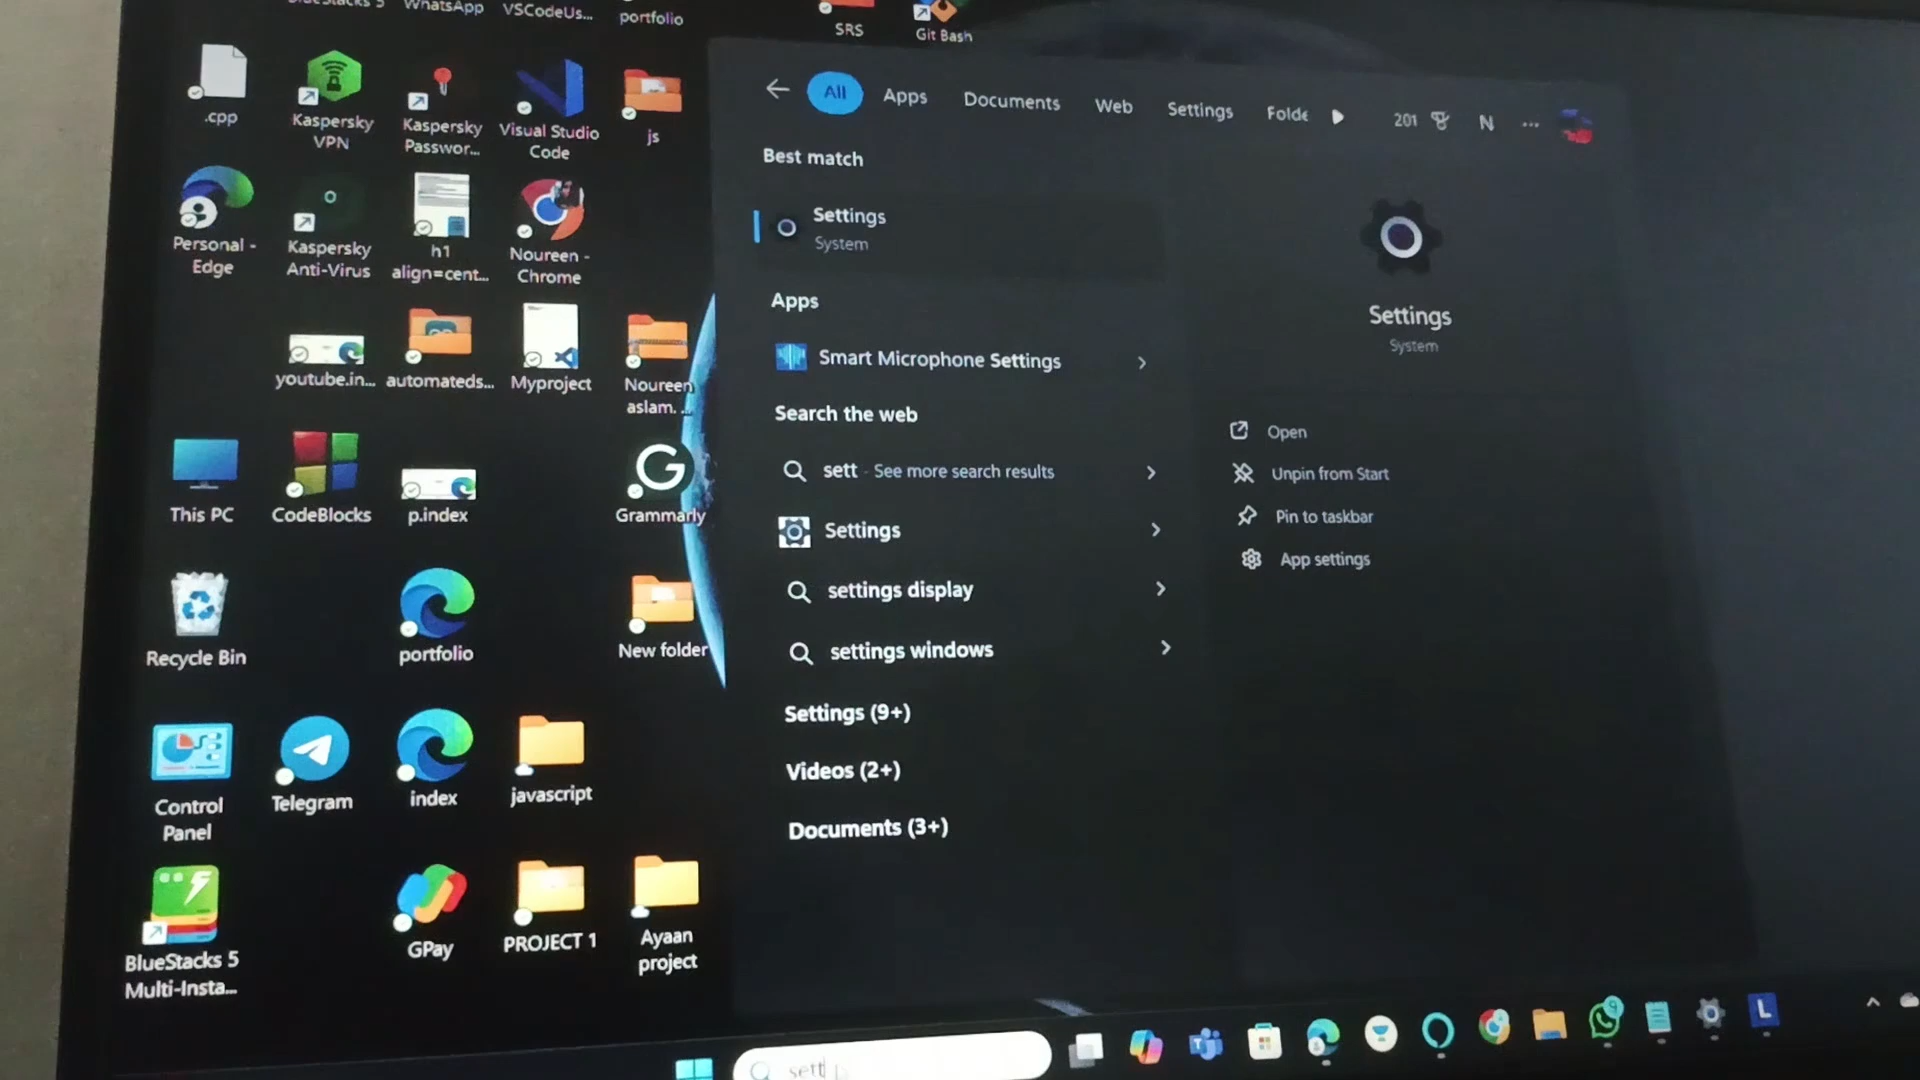 WhatsApp
VSCodeUs...
portfolio
SRS
Git Bash
.cpp
Kaspersky
VPN
Kaspersky
Passwor...
Visual Studio
Code
js
Personal -
Edge
Kaspersky
Anti-Virus
h1
align=cent...
Noureen -
Chrome
youtube.in...
automateds...
Myproject
Noureen
aslam. ...
This PC
CodeBlocks
p.index
Grammarly
Recycle Bin
portfolio
New folder
Control
Panel
Telegram
index
javascript
BlueStacks 5
Multi-Insta...
GPay
PROJECT 1
Ayaan
project
All
Apps
Documents
Web
Settings
Folde
201
N
...
Best match
Settings
System
Apps
Smart Microphone Settings
Search the web
sett - See more search results
Settings
settings display
settings windows
Settings (9+)
Videos (2+)
Documents (3+)
Settings
System
Open
Unpin from Start
Pin to taskbar
App settings
sett
L